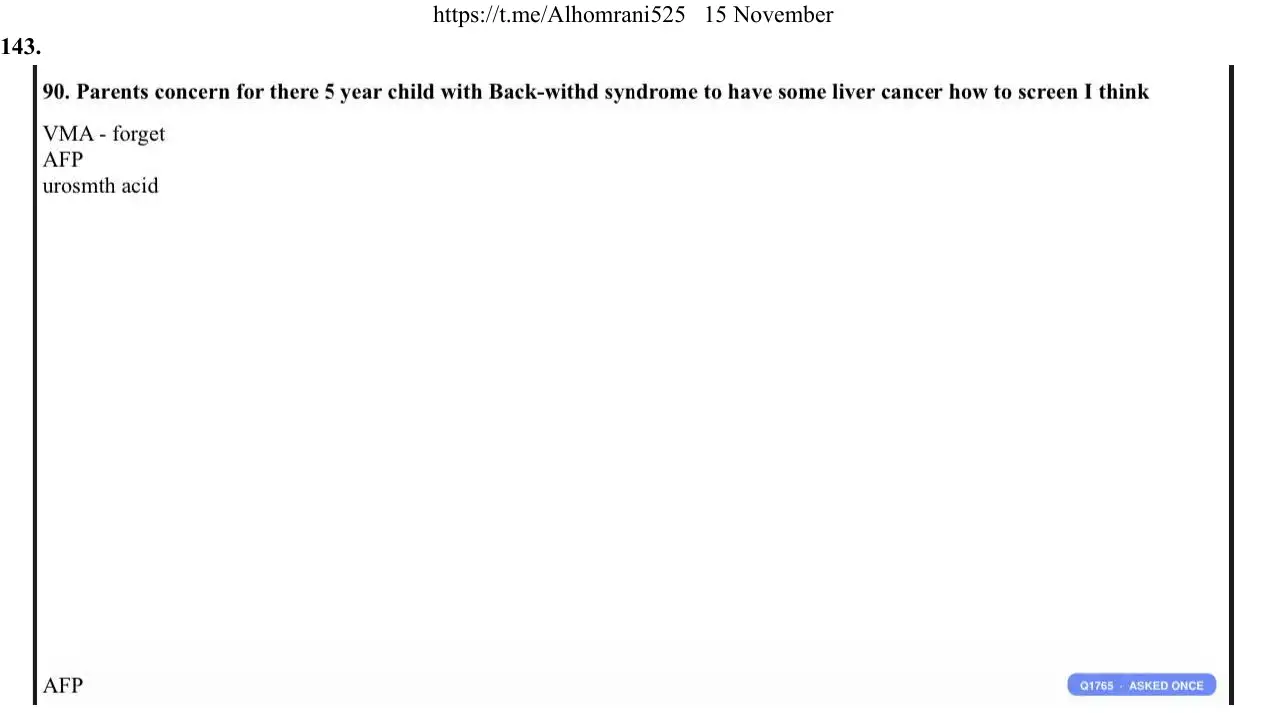 https://t.me/Alhomrani525 15 November
143.
90. Parents concern for there 5 year child with Back-withd syndrome to have some liver cancer how to screen I think
VMA - forget
AFP
urosmth acid
AFP
Q1765 - ASKED ONCE